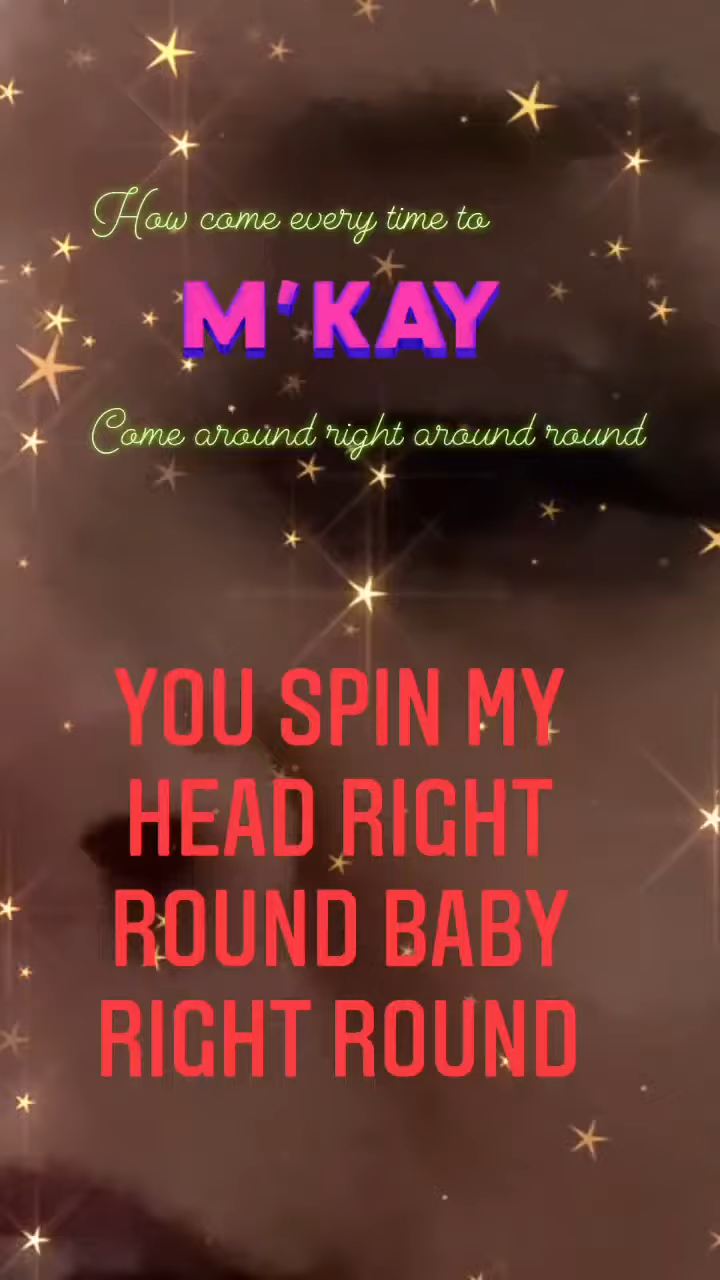 How come every time to
M'KAY
Come around right around round
YOU SPIN MY
HEAD RIGHT
ROUND BABY
RIGHT ROUND